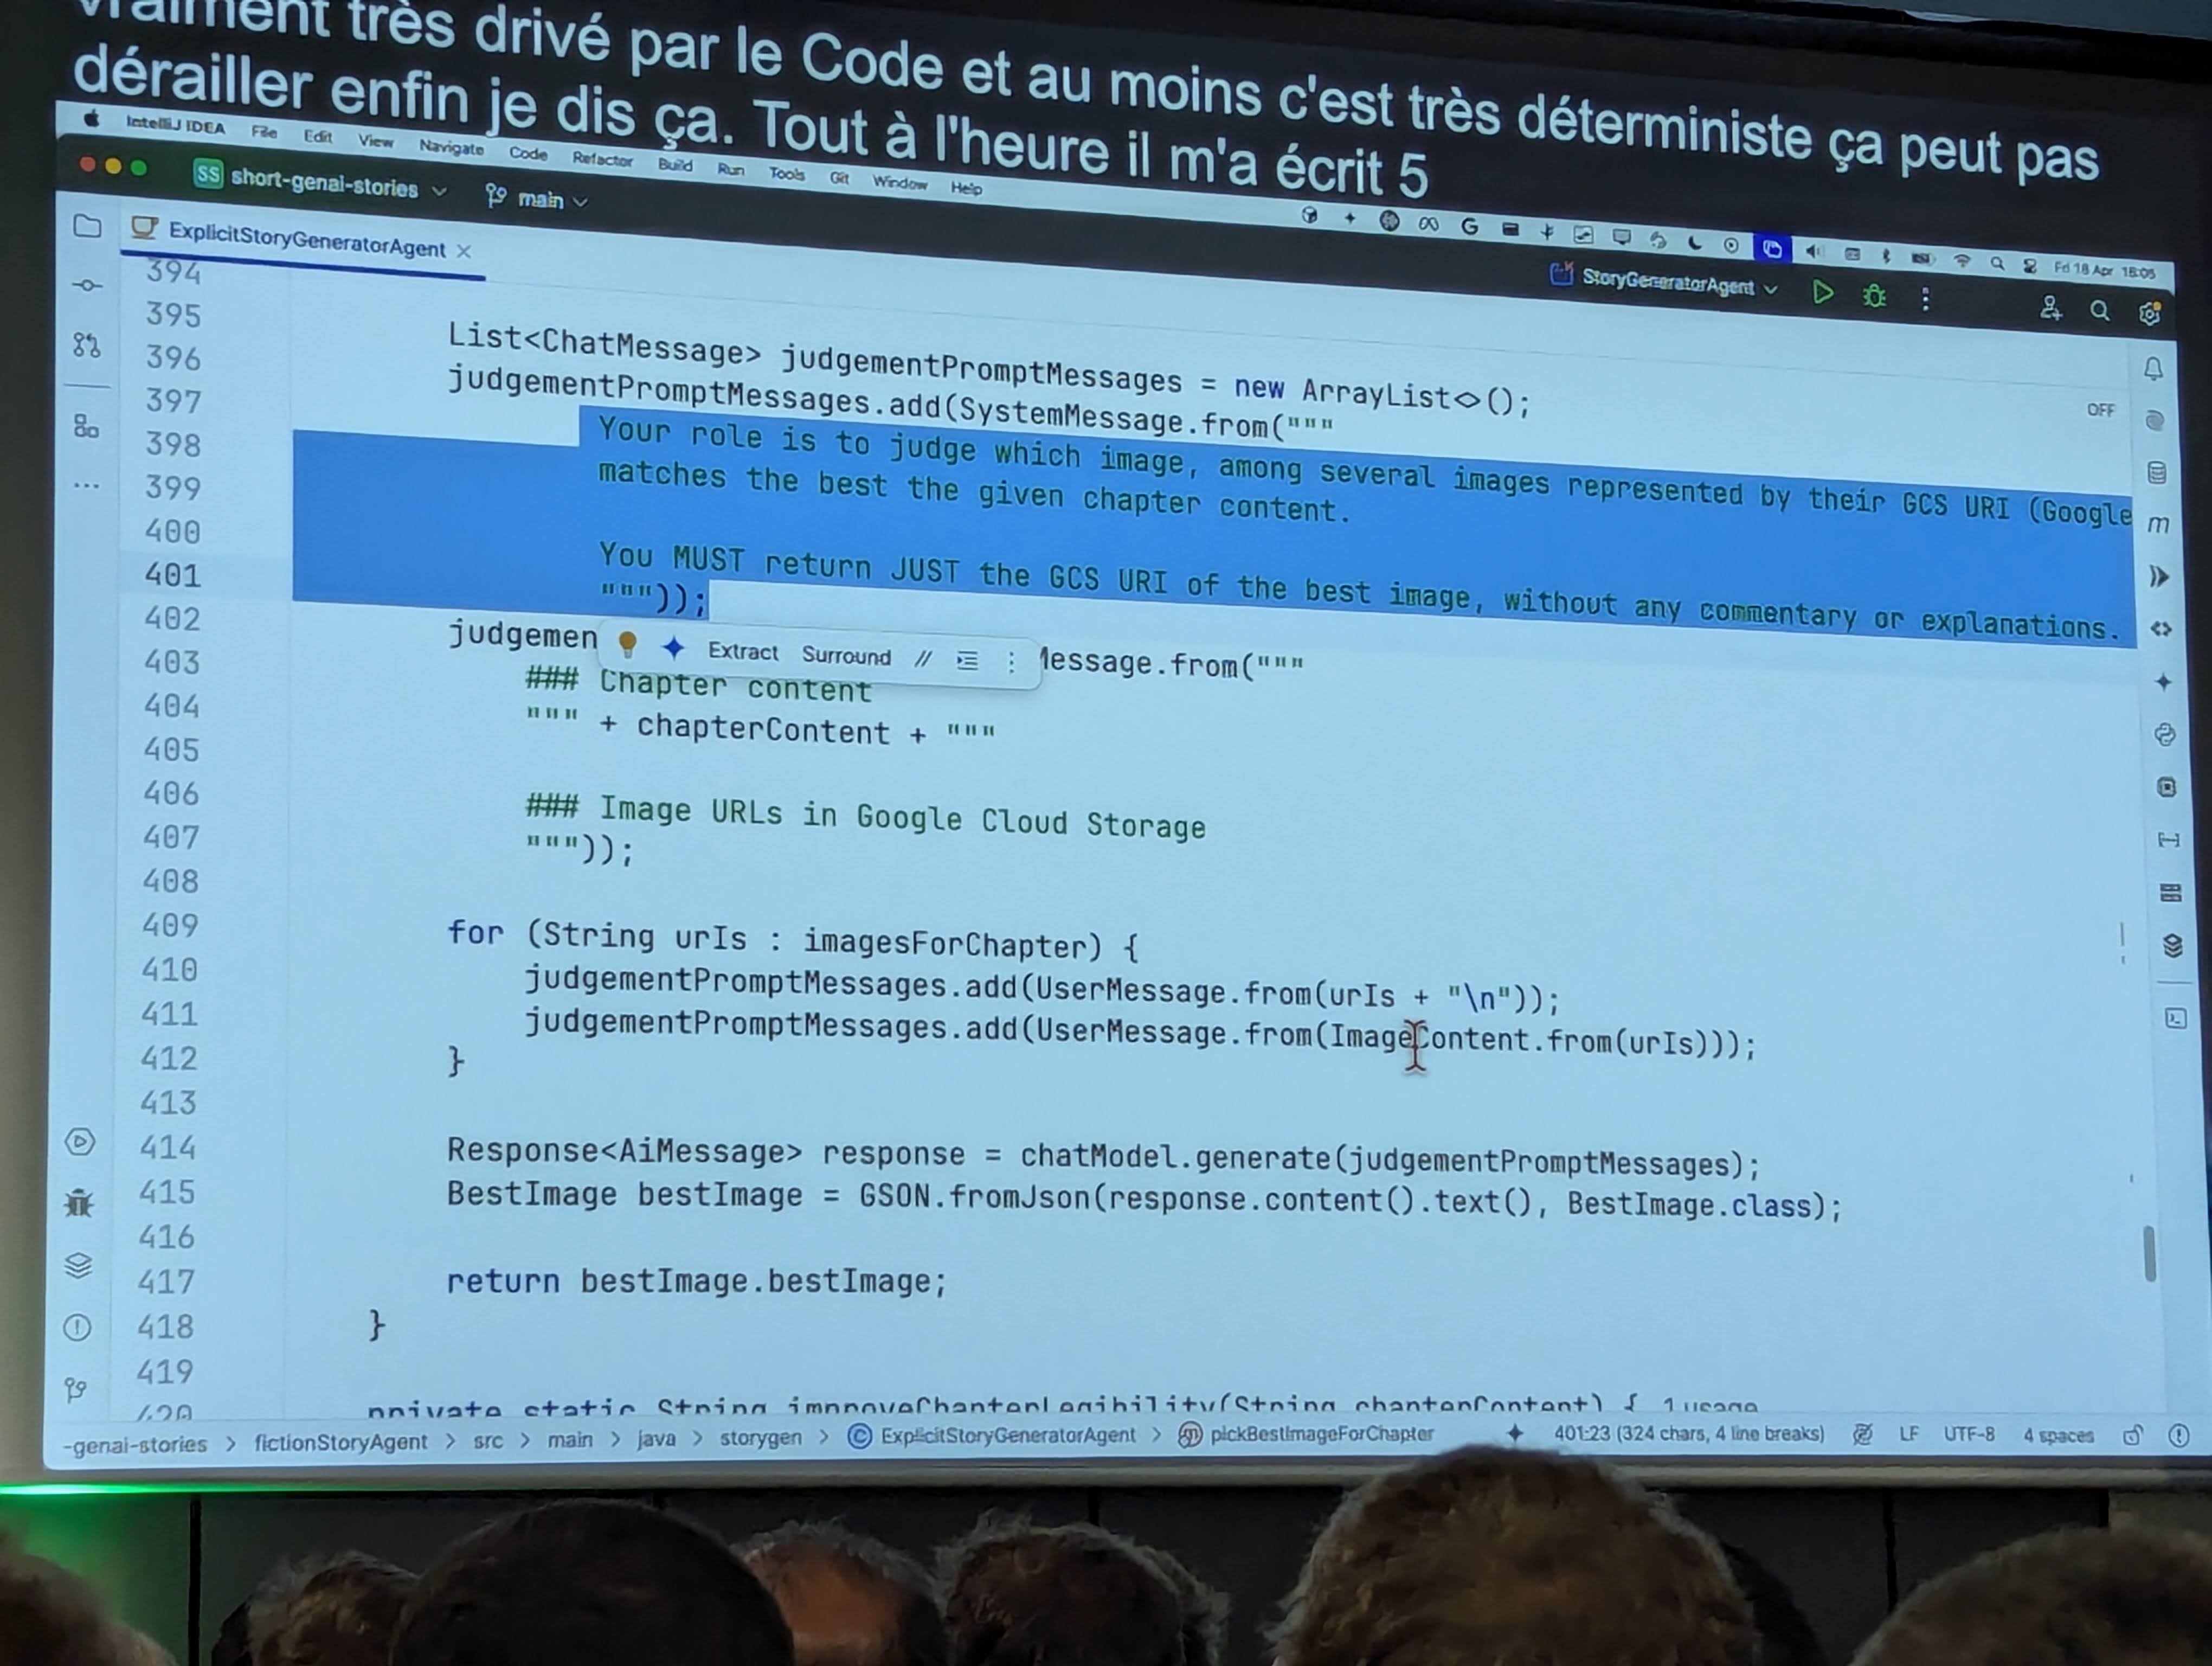 vraiment très drivé par le Code et au moins c'est très déterministe ça peut pas
dérailler enfin je dis ça. Tout à l'heure il m'a écrit 5
IntelliJ IDEA File Edit View Navigate Code Refactor Build Run Tools Git Window Help
Fri 18 Apr 16:05
SS short-genai-stories main
StoryGeneratorAgent
ExplicitStoryGeneratorAgent
OFF
394
395
396 List<ChatMessage> judgementPromptMessages = new ArrayList<>();
397 judgementPromptMessages.add(SystemMessage.from("""
398 Your role is to judge which image, among several images represented by their GCS URI (Google
399 matches the best the given chapter content.
400
401 You MUST return JUST the GCS URI of the best image, without any commentary or explanations.
402 """));
403 judgemen Extract Surround // Message.from("""
404 ### Chapter content
405 """ + chapterContent + """
406
407 ### Image URLs in Google Cloud Storage
408 """));
409 for (String urIs : imagesForChapter) {
410 judgementPromptMessages.add(UserMessage.from(urIs + "\n"));
411 judgementPromptMessages.add(UserMessage.from(ImageContent.from(urIs)));
412 }
413
414 Response<AiMessage> response = chatModel.generate(judgementPromptMessages);
415 BestImage bestImage = GSON.fromJson(response.content().text(), BestImage.class);
416
417 return bestImage.bestImage;
418 }
419
420 private static String improveChapterLegibility(String chapterContent) { 1 usage
-genai-stories > fictionStoryAgent > src > main > java > storygen > ExplicitStoryGeneratorAgent > pickBestImageForChapter 401:23 (324 chars, 4 line breaks) LF UTF-8 4 spaces